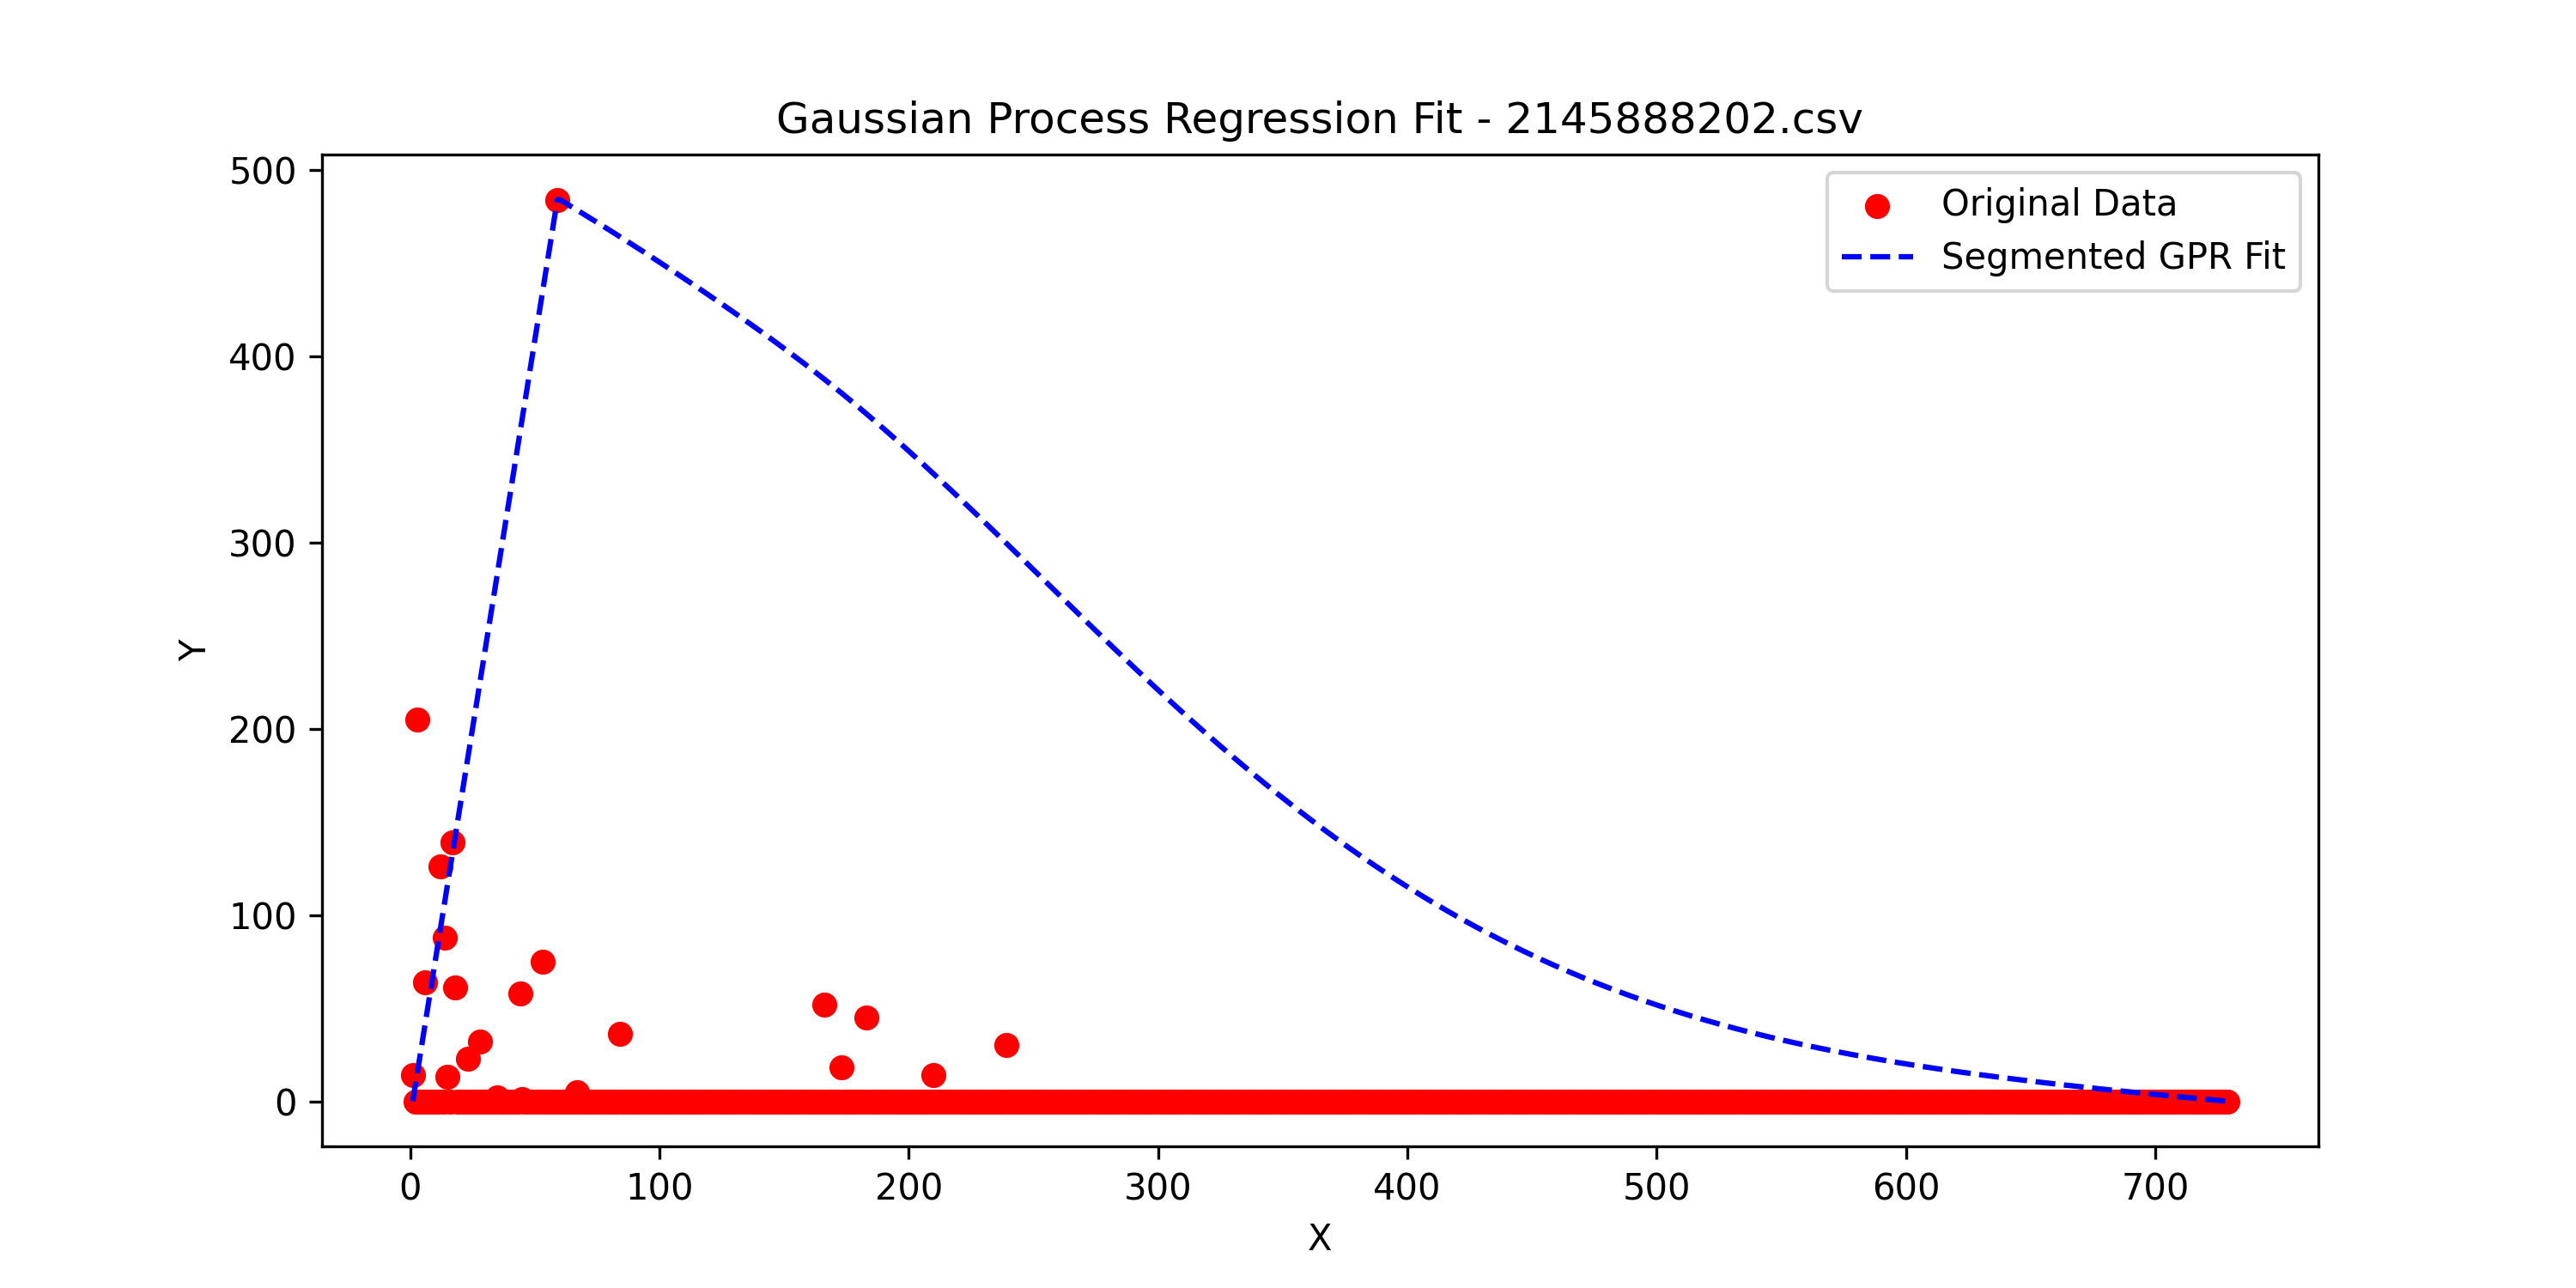 Gaussian Process Regression Fit - 2145888202.csv
Original Data
Segmented GPR Fit
500
400
300
200
100
0
Y
0 100 200 300 400 500 600 700
X